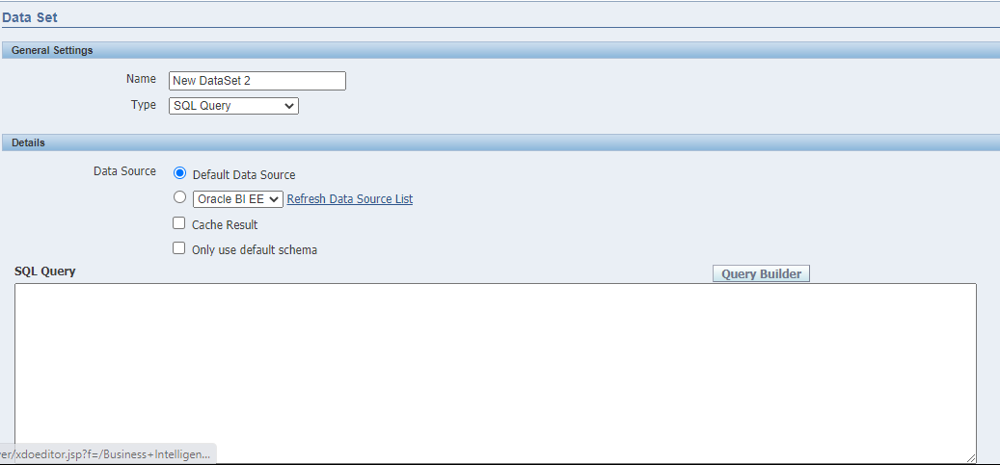 Data Set
General Settings
Name New DataSet 2
Type SQL Query
Details
Data Source Default Data Source
Oracle BI EE Refresh Data Source List
Cache Result
Only use default schema
SQL Query Query Builder
ver/xdoeditor.jsp?f=/Business+Intelligen...